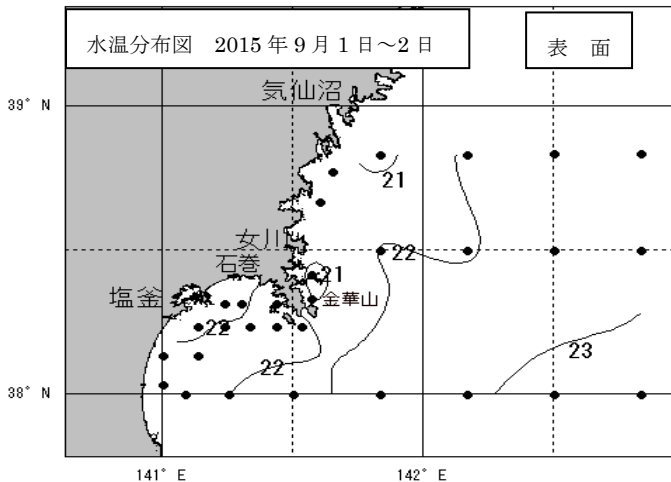 水温分布図 2015年9月1日～2日
表 面
39° N
気仙沼
21
女川
22
石巻
21
塩釜
金華山
22
22
23
38° N
141° E
142° E